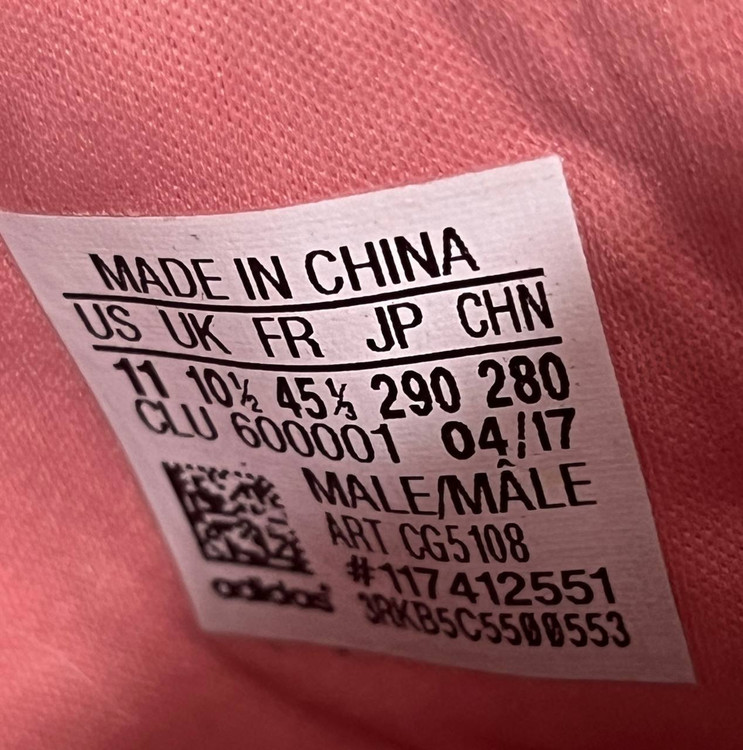 MADE IN CHINA
US UK FR JP CHN
11 10½ 45⅓ 290 280
CLU 600001 04/17
MALE/MÂLE
ART CG5108
#117412551
adidas 3RKB5C5500553